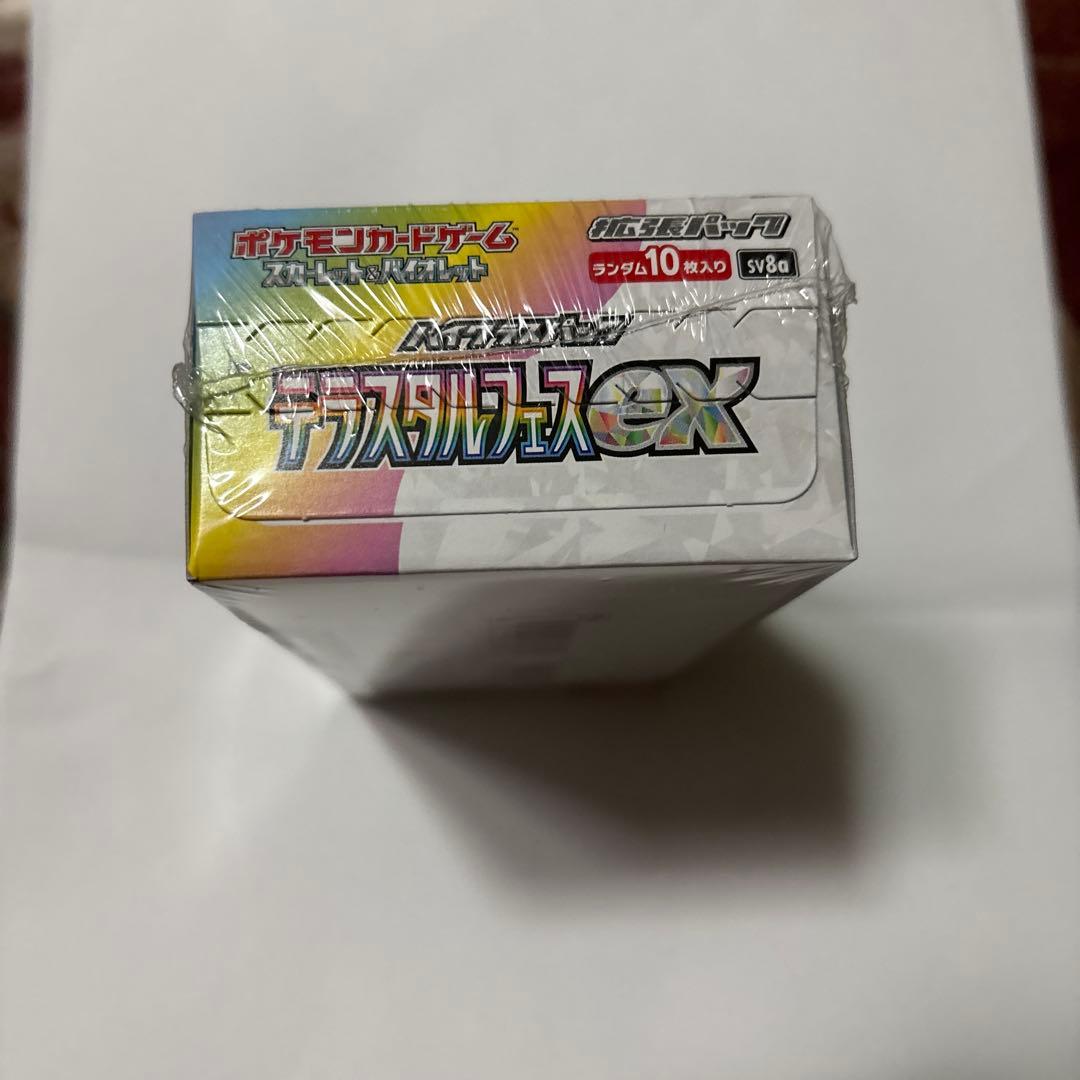 ポケモンカードゲーム™
スカーレット&バイオレット
拡張パック
ランダム10枚入り SV8a
ハイクラスパック
テラスタルフェスex